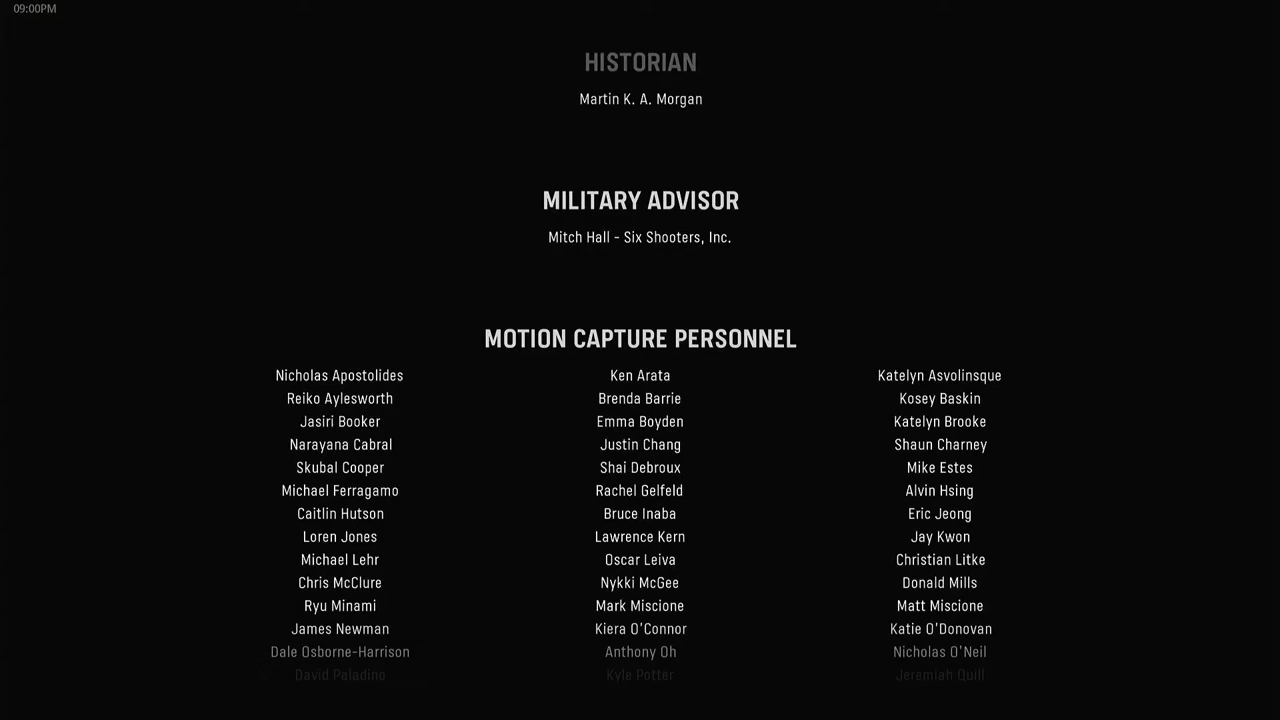 09:00PM
HISTORIAN
Martin K. A. Morgan
MILITARY ADVISOR
Mitch Hall - Six Shooters, Inc.
MOTION CAPTURE PERSONNEL
Nicholas Apostolides Ken Arata Katelyn Asvolinsque
Reiko Aylesworth Brenda Barrie Kosey Baskin
Jasiri Booker Emma Boyden Katelyn Brooke
Narayana Cabral Justin Chang Shaun Charney
Skubal Cooper Shai Debroux Mike Estes
Michael Ferragamo Rachel Gelfeld Alvin Hsing
Caitlin Hutson Bruce Inaba Eric Jeong
Loren Jones Lawrence Kern Jay Kwon
Michael Lehr Oscar Leiva Christian Litke
Chris McClure Nykki McGee Donald Mills
Ryu Minami Mark Miscione Matt Miscione
James Newman Kiera O'Connor Katie O'Donovan
Dale Osborne-Harrison Anthony Oh Nicholas O'Neil
David Paladino Kyle Potter Jeremiah Quill